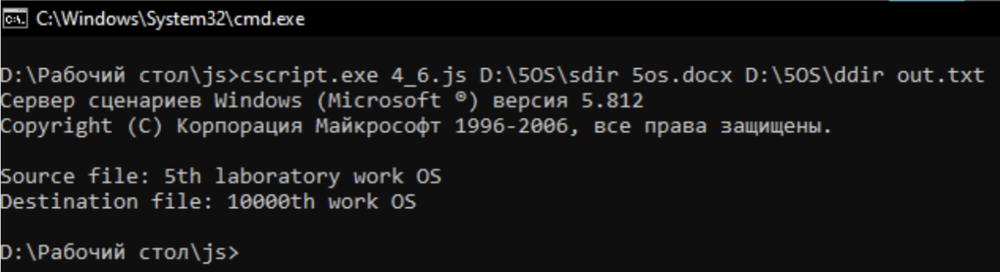 C:\Windows\System32\cmd.exe
D:\Рабочий стол\js>cscript.exe 4_6.js D:\5OS\sdir 5os.docx D:\5OS\ddir out.txt
Сервер сценариев Windows (Microsoft ®) версия 5.812
Copyright (C) Корпорация Майкрософт 1996-2006, все права защищены.
Source file: 5th laboratory work OS
Destination file: 10000th work OS
D:\Рабочий стол\js>